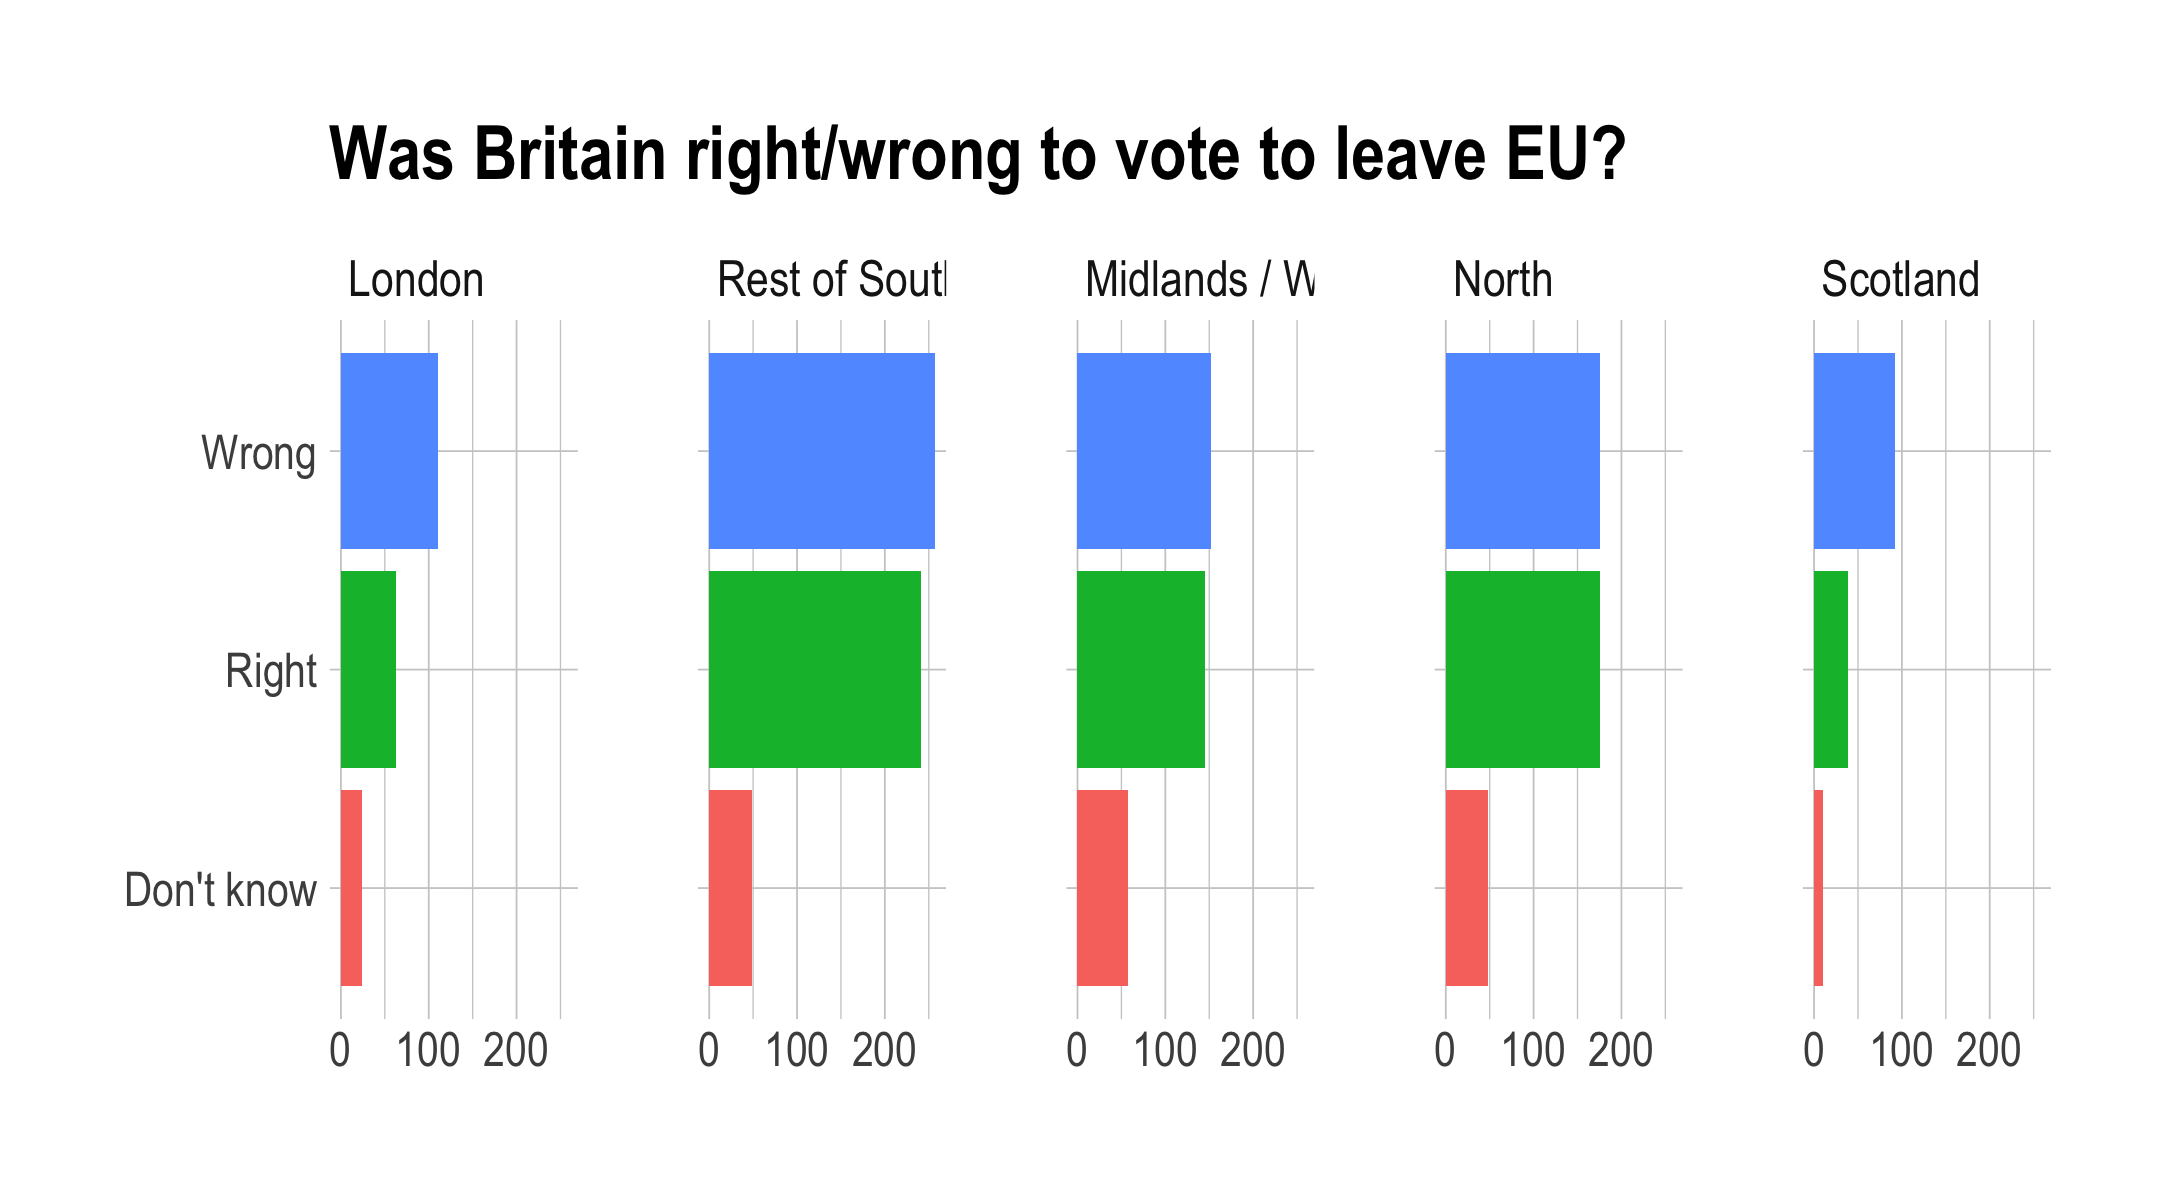 Was Britain right/wrong to vote to leave EU?
London Rest of Sout Midlands / W North Scotland
Wrong
Right
Don't know
0 100 200 0 100 200 0 100 200 0 100 200 0 100 200